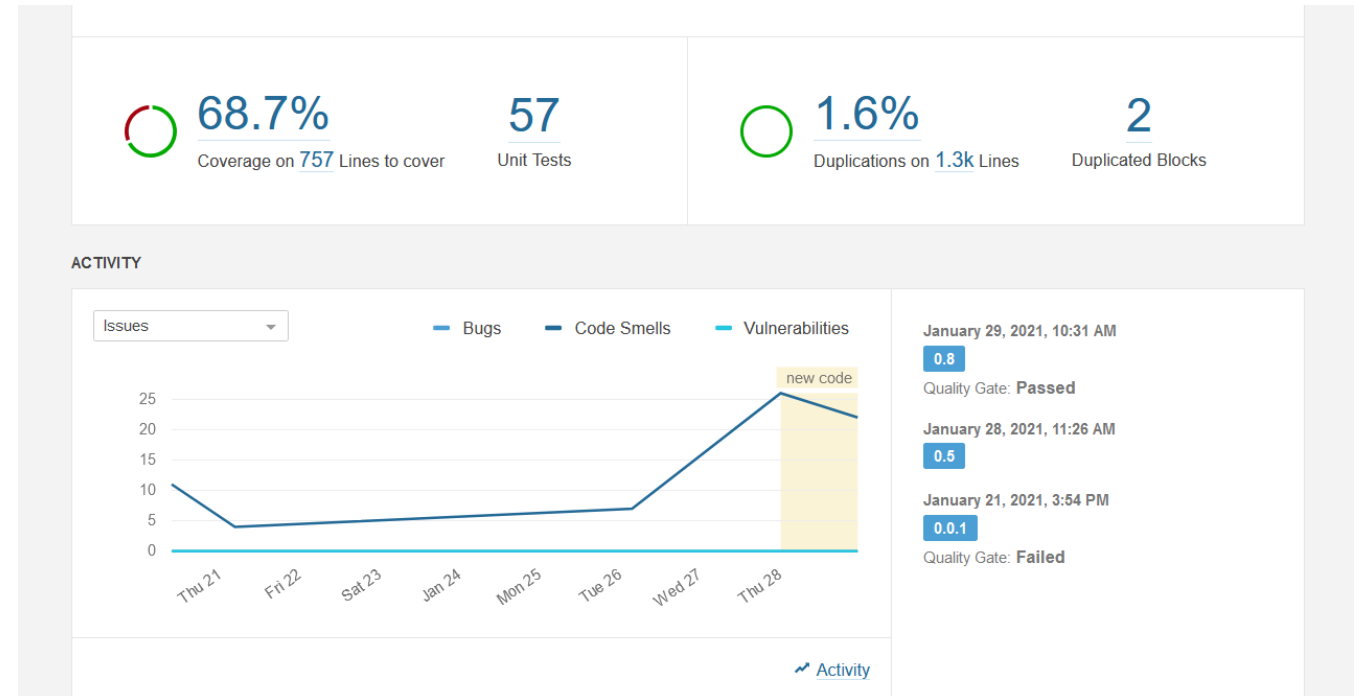 68.7%
Coverage on 757 Lines to cover
57
Unit Tests
1.6%
Duplications on 1.3k Lines
2
Duplicated Blocks
ACTIVITY
Issues
Bugs
Code Smells
Vulnerabilities
new code
25
20
15
10
5
0
Thu 21
Fri 22
Sat 23
Jan 24
Mon 25
Tue 26
Wed 27
Thu 28
Activity
January 29, 2021, 10:31 AM
0.8
Quality Gate: Passed
January 28, 2021, 11:26 AM
0.5
January 21, 2021, 3:54 PM
0.0.1
Quality Gate: Failed